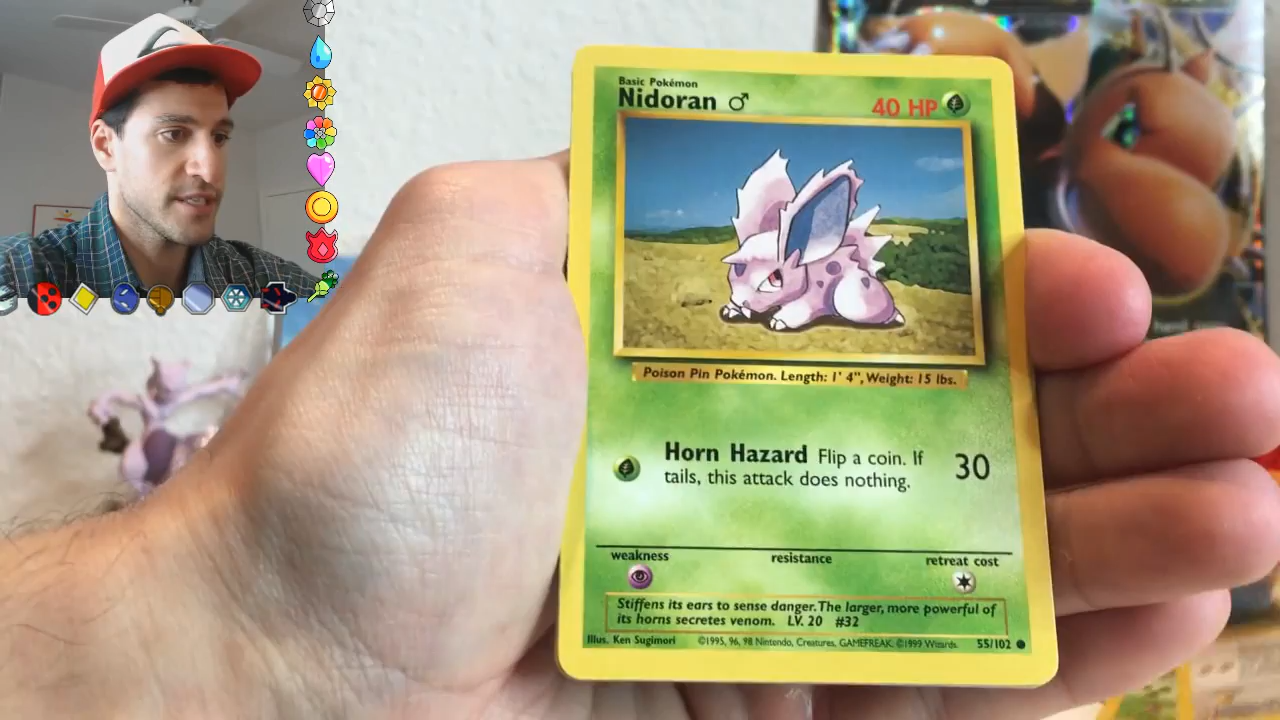 Basic Pokémon
Nidoran ♂ 40 HP
Poison Pin Pokémon. Length: 1' 4", Weight: 15 lbs.
Horn Hazard Flip a coin. If
tails, this attack does nothing. 30
weakness resistance retreat cost
Stiffens its ears to sense danger. The larger, more powerful of
its horns secretes venom. LV. 20 #32
Illus. Ken Sugimori ©1995, 96, 98 Nintendo, Creatures, GAMEFREAK. ©1999 Wizards. 55/102